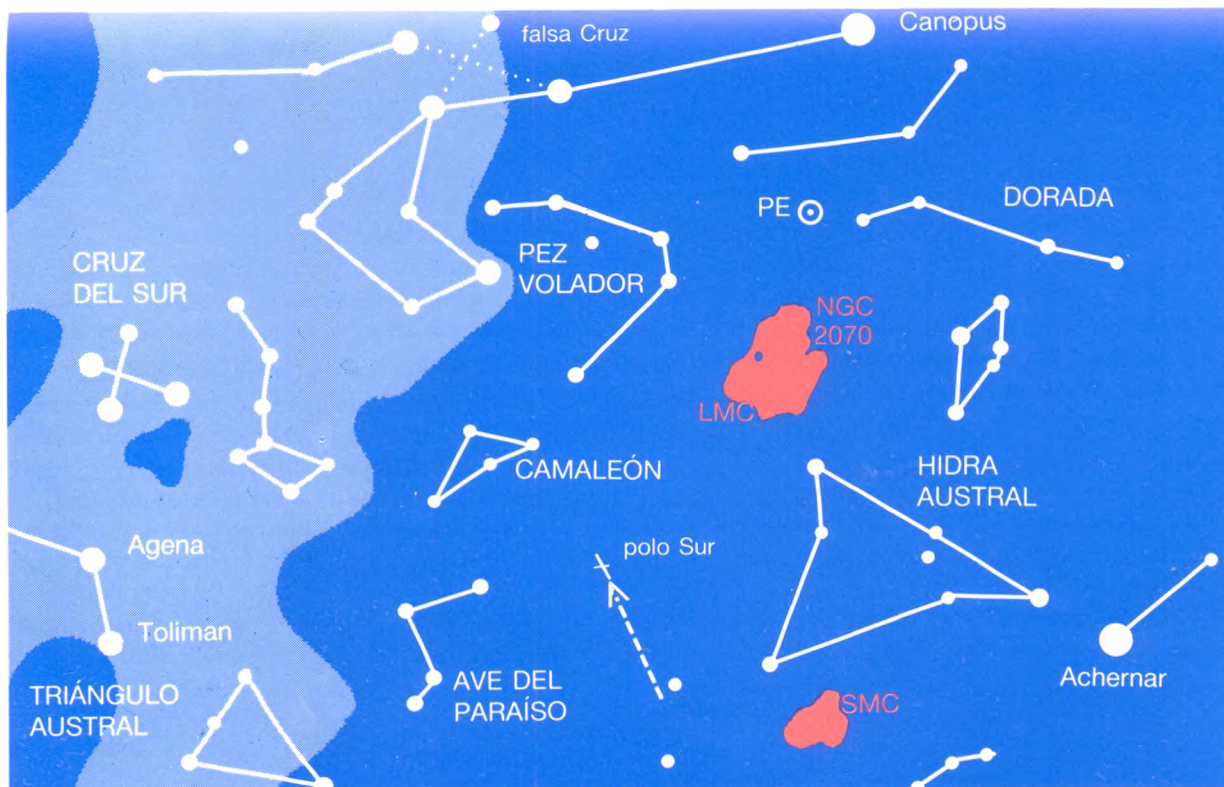 Canopus
falsa Cruz
PE
DORADA
CRUZ
DEL SUR
PEZ
VOLADOR
NGC
2070
LMC
CAMALEÓN
HIDRA
AUSTRAL
Agena
polo Sur
Toliman
Achernar
TRIÁNGULO
AUSTRAL
AVE DEL
PARAÍSO
SMC